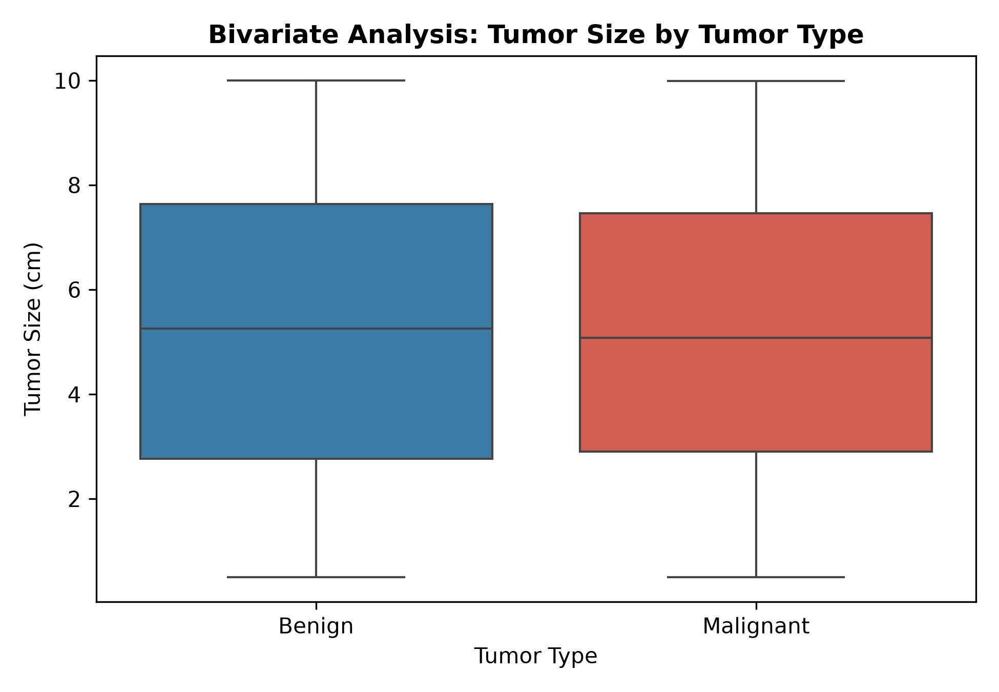 Bivariate Analysis: Tumor Size by Tumor Type
10
8
6
4
2
Tumor Size (cm)
Benign
Malignant
Tumor Type